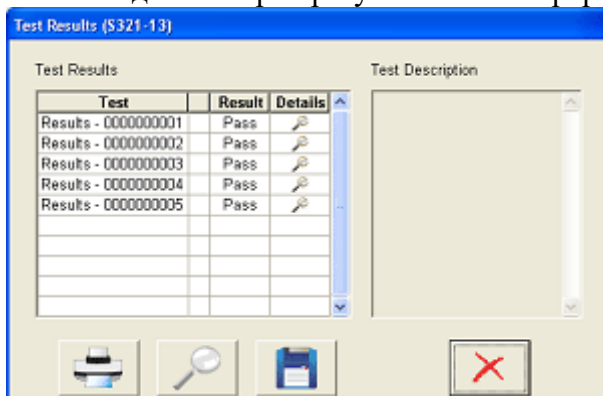 Test Results (S321-13)
Test Results
Test Description
Test Result Details
Results - 0000000001 Pass
Results - 0000000002 Pass
Results - 0000000003 Pass
Results - 0000000004 Pass
Results - 0000000005 Pass